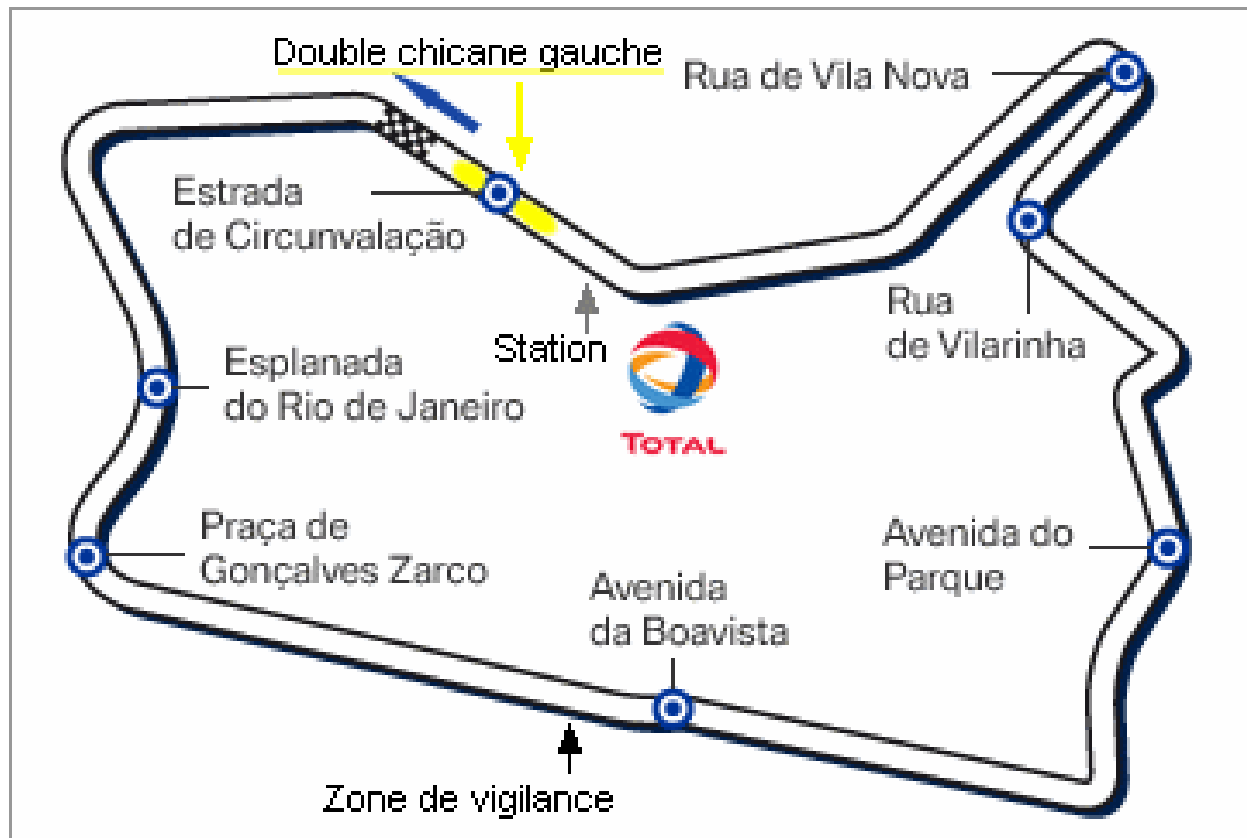 Double chicane gauche
Rua de Vila Nova
Estrada
de Circunvalação
Rua
de Vilarinha
Station
Esplanada
do Rio de Janeiro
TOTAL
Praça de
Gonçalves Zarco
Avenida do
Parque
Avenida
da Boavista
Zone de vigilance